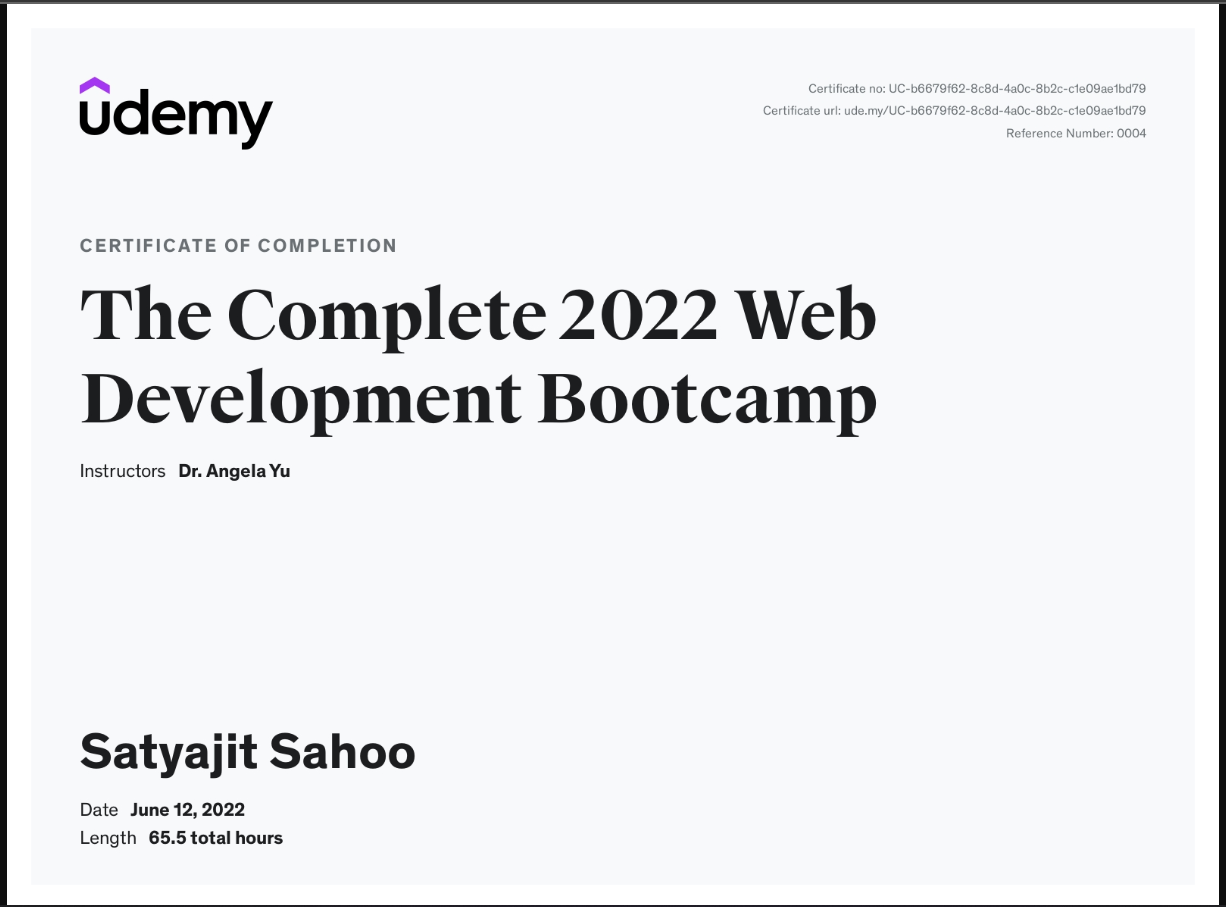 udemy
Certificate no: UC-b6679f62-8c8d-4a0c-8b2c-c1e09ae1bd79
Certificate url: ude.my/UC-b6679f62-8c8d-4a0c-8b2c-c1e09ae1bd79
Reference Number: 0004
CERTIFICATE OF COMPLETION
The Complete 2022 Web
Development Bootcamp
Instructors Dr. Angela Yu
Satyajit Sahoo
Date June 12, 2022
Length 65.5 total hours